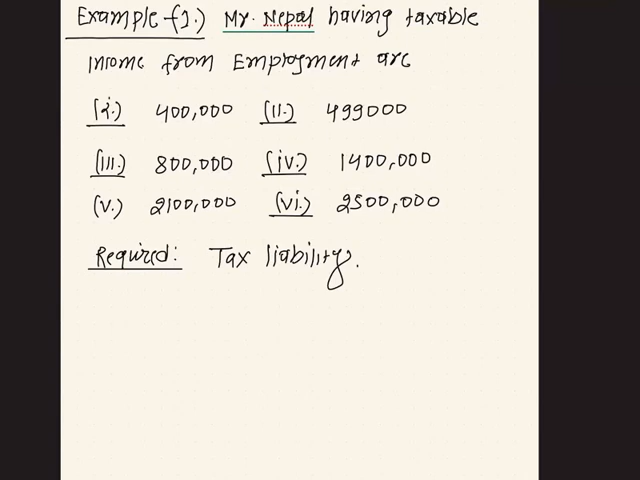 Example-(1.) Mr. Nepal having taxable
Income from Employment are
(i.) 400,000 (ii.) 499000
(iii.) 800,000 (iv.) 1400,000
(v.) 2100,000 (vi.) 2500,000
Required: Tax liability.